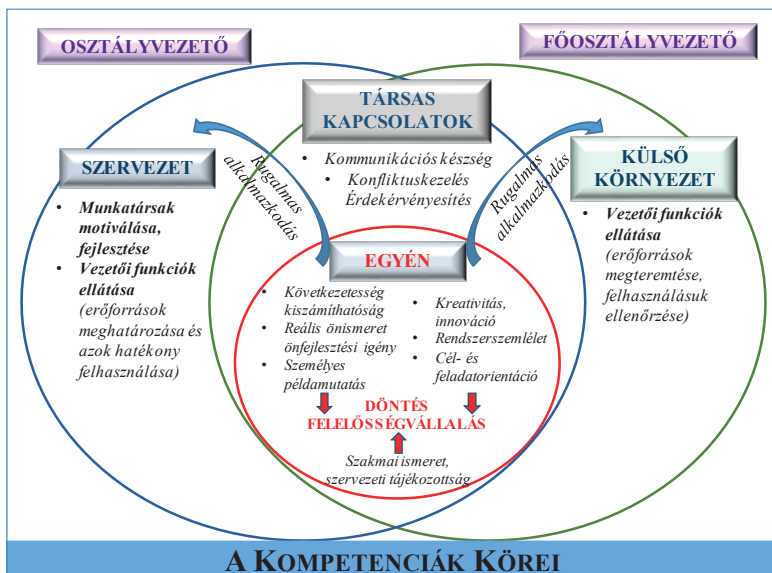 OSZTÁLYVEZETŐ
FŐOSZTÁLYVEZETŐ
TÁRSAS
KAPCSOLATOK
• Kommunikációs készség
• Konfliktuskezelés
Érdekérvényesítés
Rugalmas
alkalmazkodás
Rugalmas
alkalmazkodás
SZERVEZET
• Munkatársak
motiválása,
fejlesztése
• Vezetői funkciók
ellátása
(erőforrások
meghatározása és
azok hatékony
felhasználása)
KÜLSŐ
KÖRNYEZET
• Vezetői funkciók
ellátása
(erőforrások
megteremtése,
felhasználásuk
ellenőrzése)
EGYÉN
• Következetesség
kiszámíthatóság
• Reális önismeret
önfejlesztési igény
• Személyes
példamutatás
• Kreativitás,
innováció
• Rendszerszemlélet
• Cél- és
feladatorientáció
DÖNTÉS
FELELŐSSÉGVÁLLALÁS
Szakmai ismeret,
szervezeti tájékozottság
A KOMPETENCIÁK KÖREI